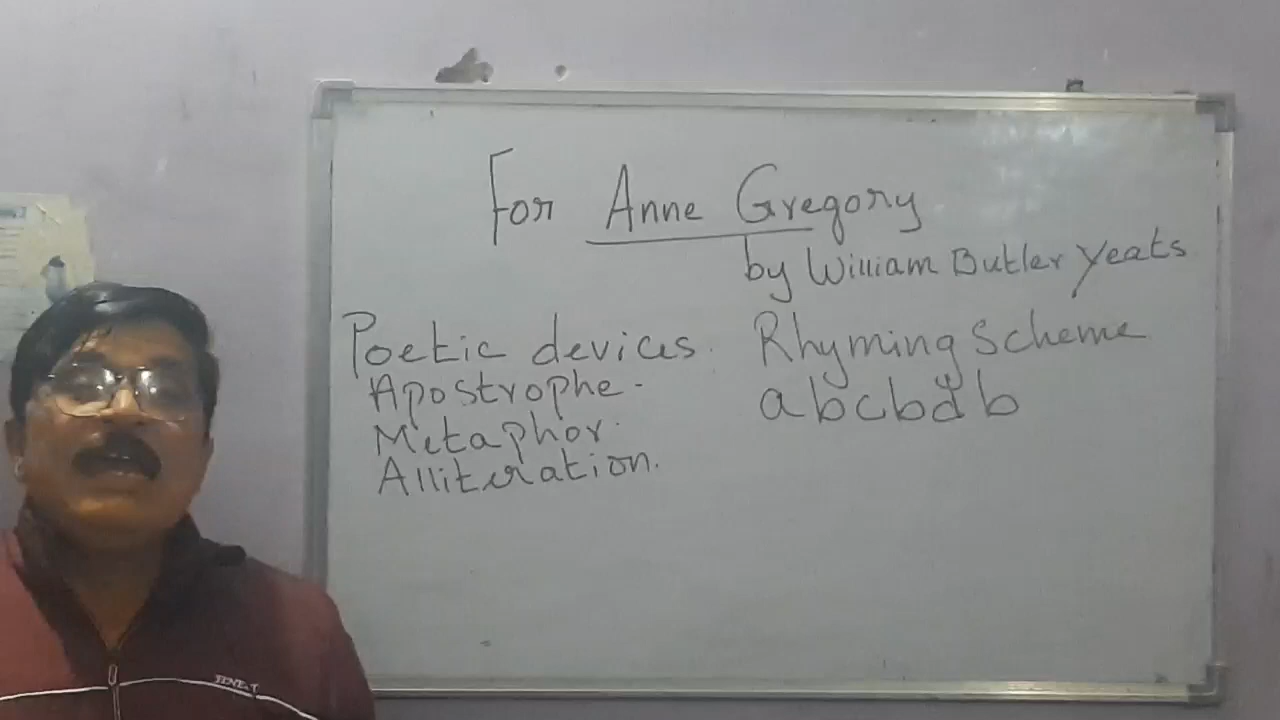 For Anne Gregory
by William Butler Yeats
Poetic devices.
Apostrophe -
Metaphor.
Alliteration.
Rhyming Scheme
abcbdb